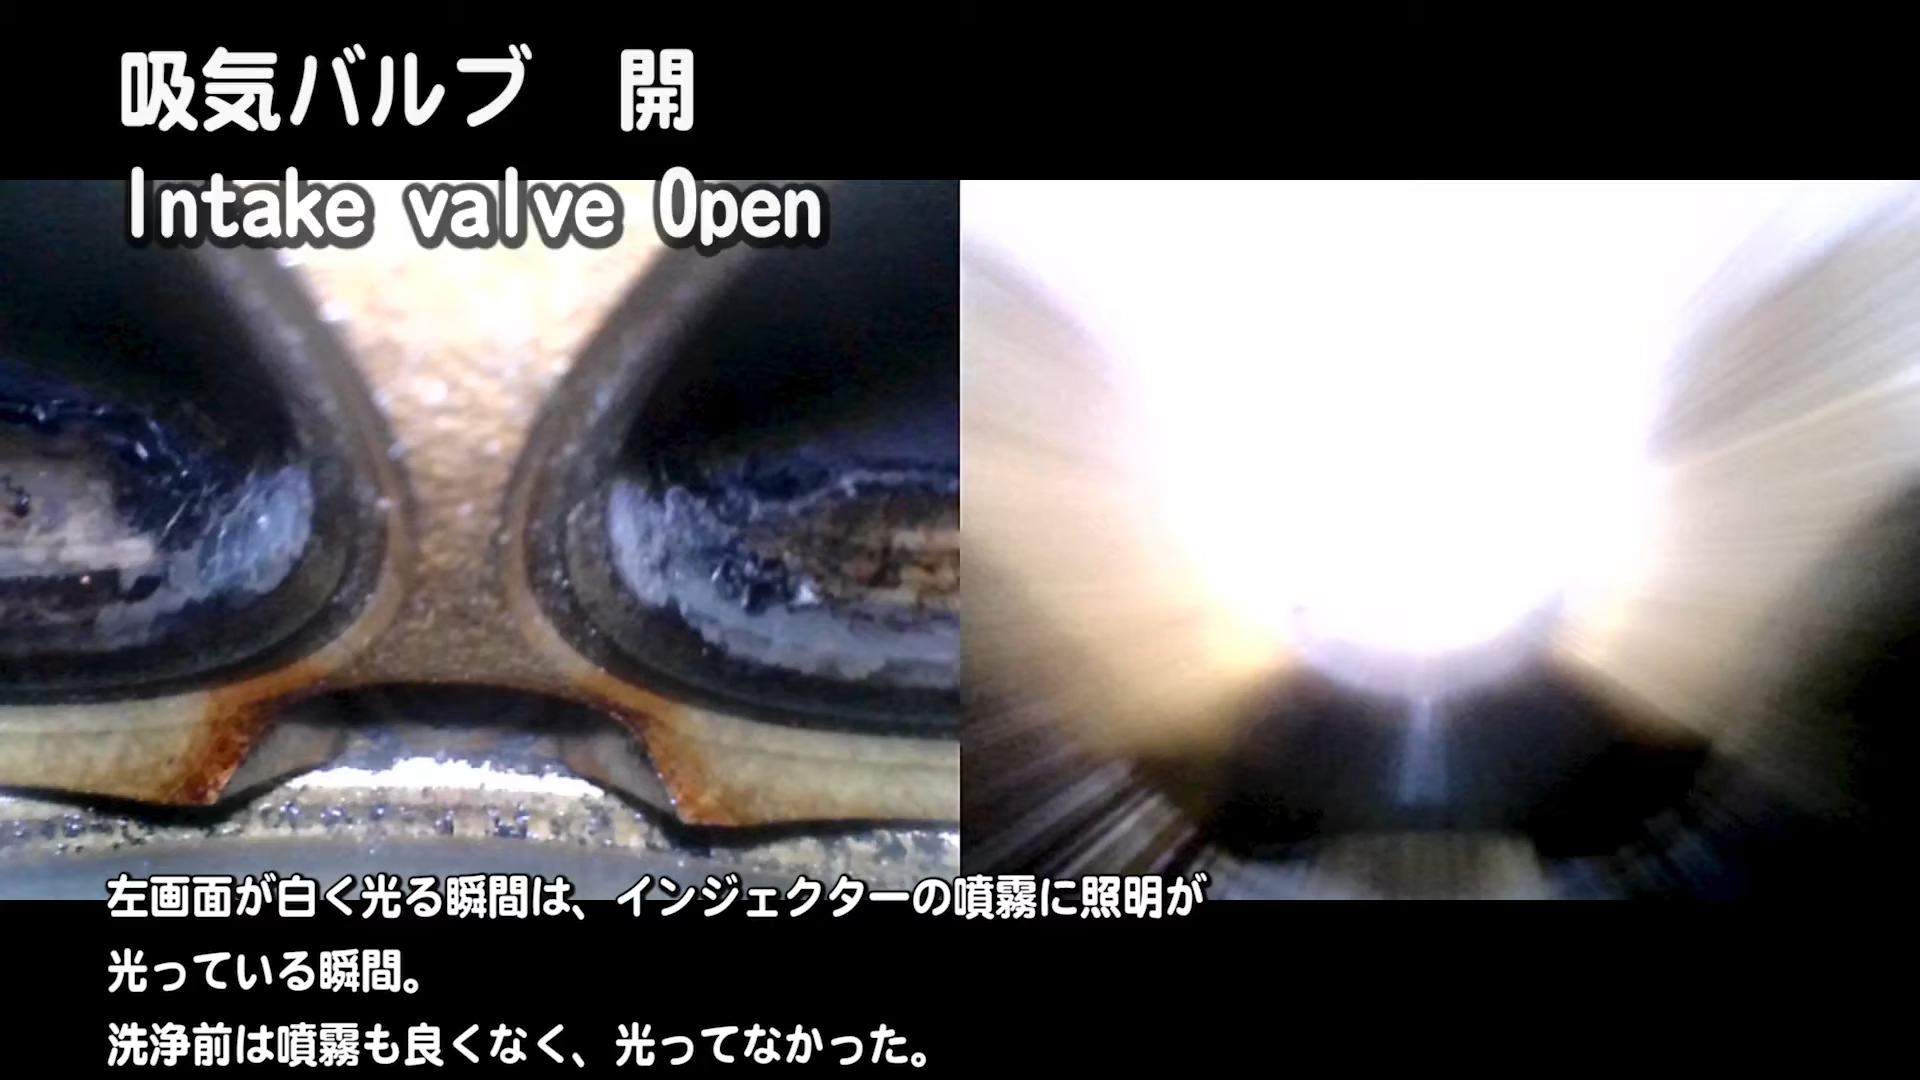 吸気バルブ　開
Intake valve Open
左画面が白く光る瞬間は、インジェクターの噴霧に照明が
光っている瞬間。
洗浄前は噴霧も良くなく、光ってなかった。